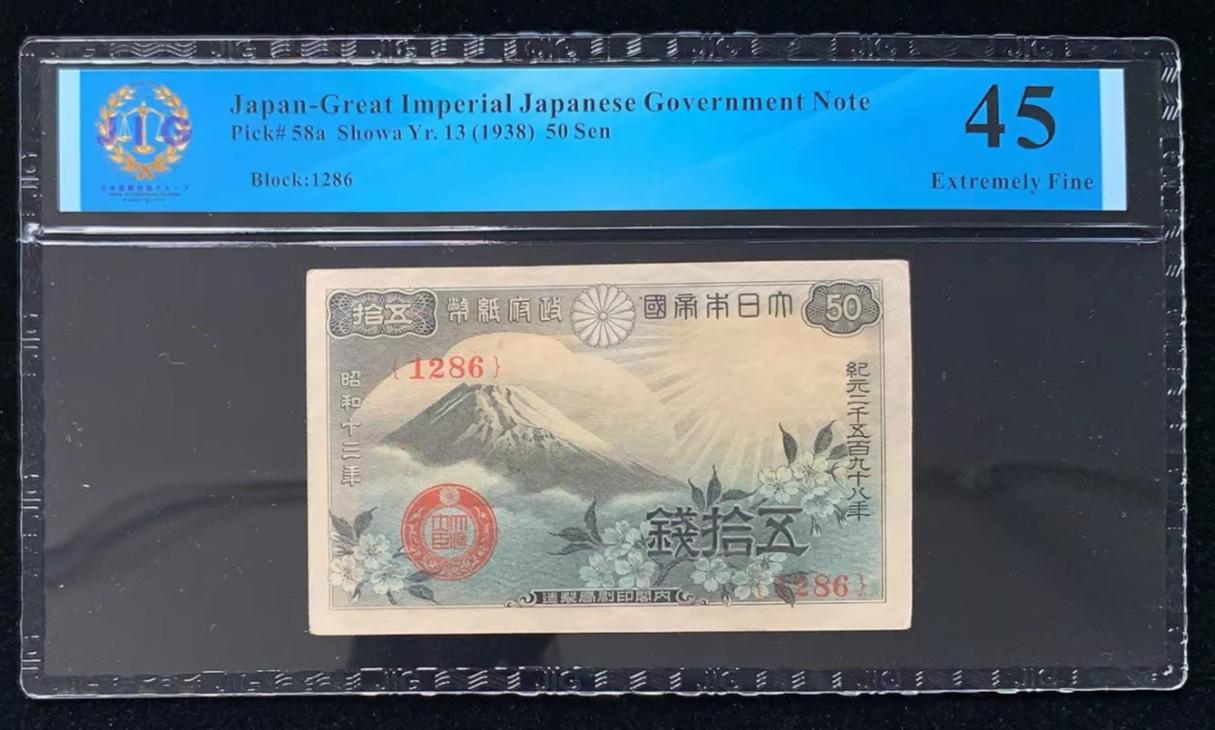 Japan-Great Imperial Japanese Government Note
Pick# 58a Showa Yr. 13 (1938) 50 Sen
Block:1286
45
Extremely Fine
JIG
拾五
幣紙府政
國帝本日大
50
{1286}
昭和十三年
紀元二千五百九十八年
錢拾五
{1286}
造製局刷印閣内